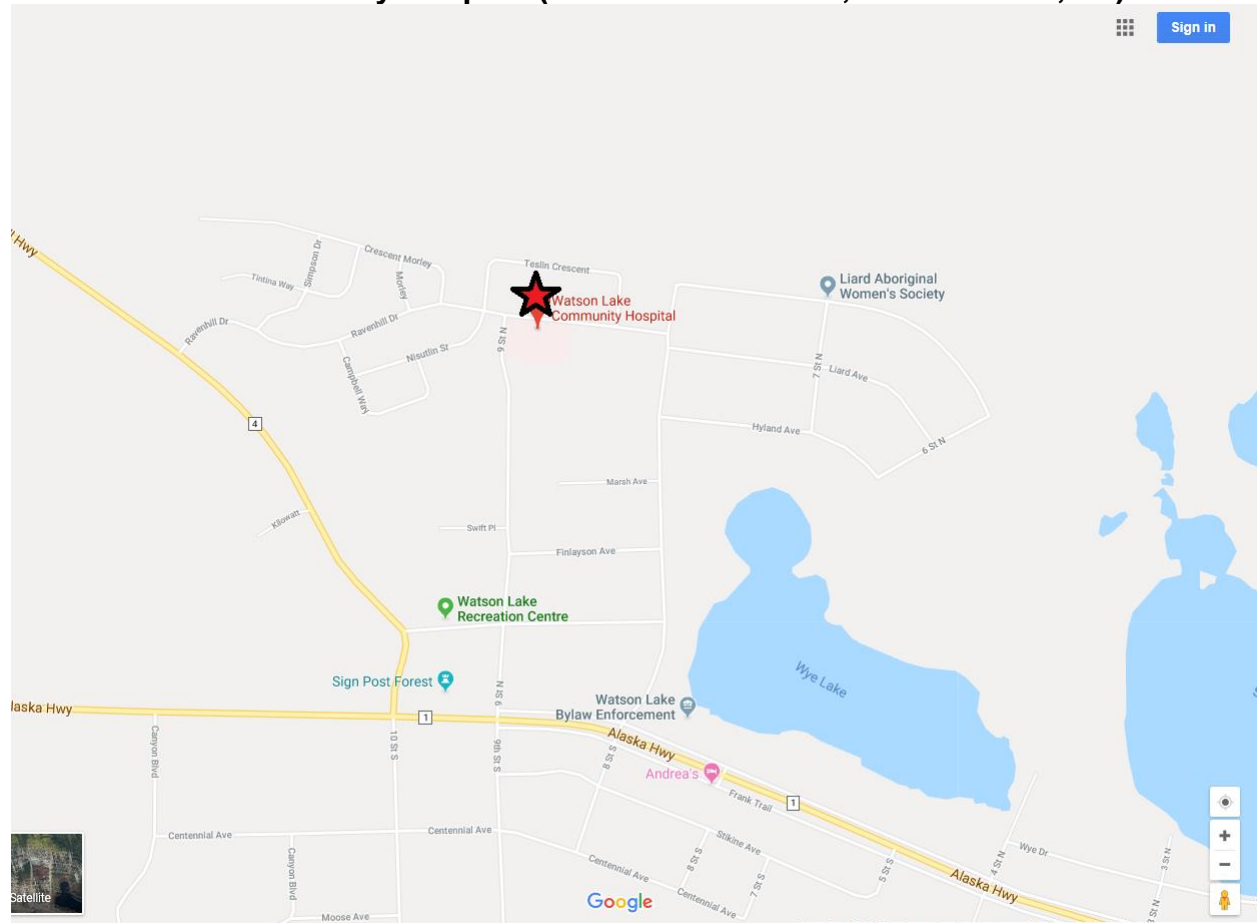 Sign in
l Hwy
Crescent Morley
Simpson Dr
Tintina Way
Morley
Teslin Crescent
Liard Aboriginal
Women's Society
Watson Lake
Community Hospital
Ravenhill Dr
Ravenhill Dr
Nisutlin St
9 St N
Campbell Way
7 St N
Liard Ave
4
Hyland Ave
6 St N
Marsh Ave
Kilowatt
Swift Pl
Finlayson Ave
Watson Lake
Recreation Centre
Sign Post Forest
9 St N
Wye Lake
Watson Lake
Bylaw Enforcement
laska Hwy
1
Alaska Hwy
Canyon Blvd
10 St S
9th St S
8 St S
Andrea's
Frank Trail
1
Centennial Ave
Centennial Ave
Stikine Ave
Wye Dr
4 St N
3 St N
Canyon Blvd
Centennial Ave
8 St S
7 St S
5 St S
Alaska Hwy
Satellite
Centennial Ave
Google
Moose Ave
St N